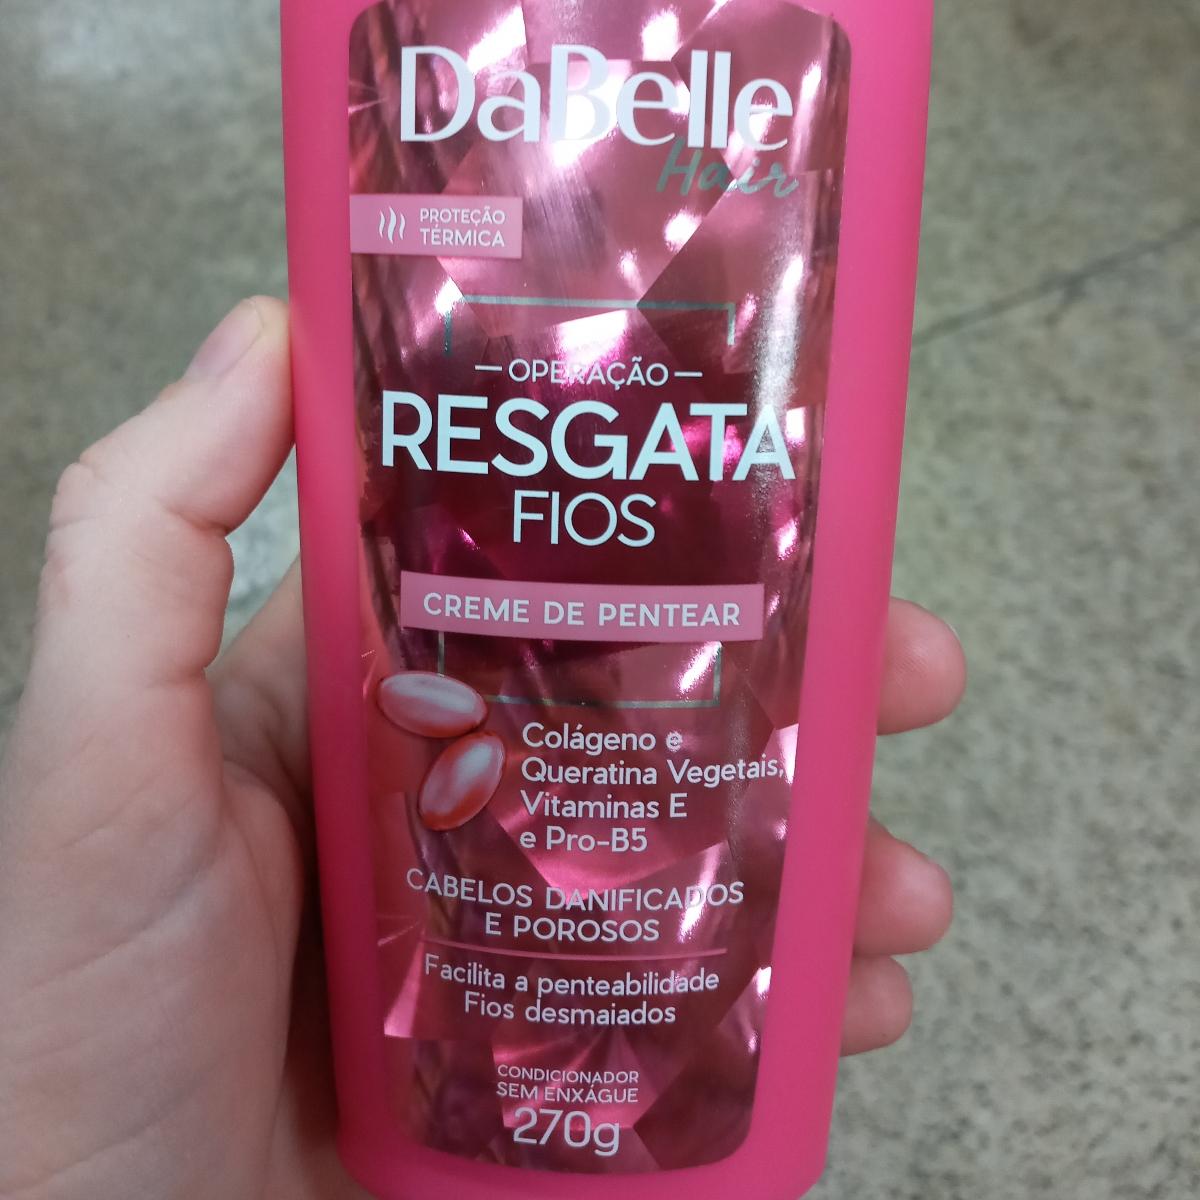 DaBelle
Hair
PROTEÇÃO
TÉRMICA
OPERAÇÃO
RESGATA
FIOS
CREME DE PENTEAR
Colágeno e
Queratina Vegetais,
Vitaminas E
e Pro-B5
CABELOS DANIFICADOS
E POROSOS
Facilita a penteabilidade
Fios desmaiados
CONDICIONADOR
SEM ENXÁGUE
270g